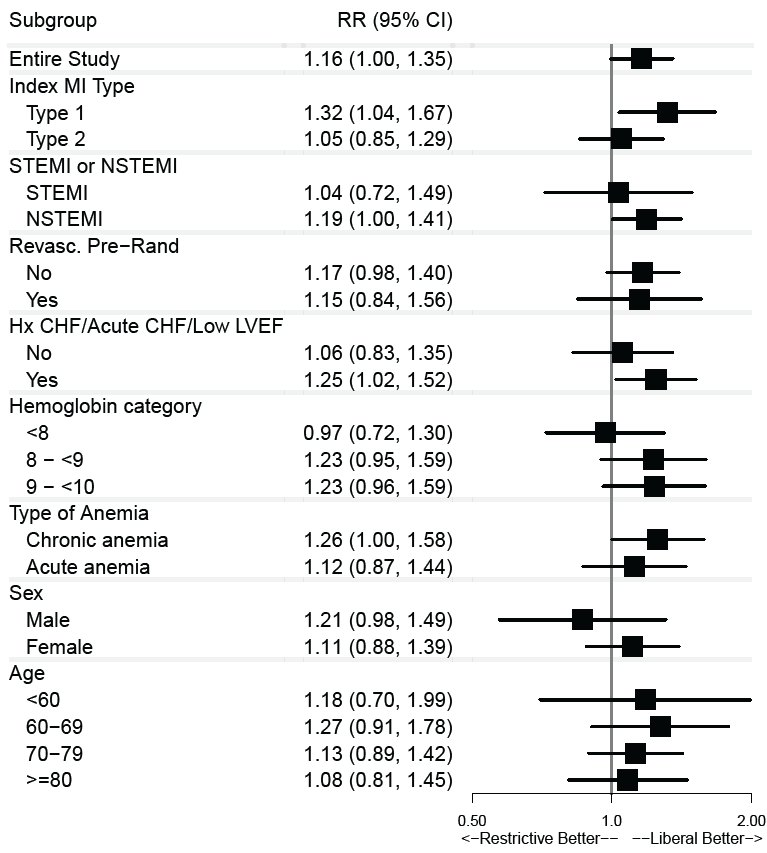 Subgroup RR (95% CI)
Entire Study 1.16 (1.00, 1.35)
Index MI Type
Type 1 1.32 (1.04, 1.67)
Type 2 1.05 (0.85, 1.29)
STEMI or NSTEMI
STEMI 1.04 (0.72, 1.49)
NSTEMI 1.19 (1.00, 1.41)
Revasc. Pre−Rand
No 1.17 (0.98, 1.40)
Yes 1.15 (0.84, 1.56)
Hx CHF/Acute CHF/Low LVEF
No 1.06 (0.83, 1.35)
Yes 1.25 (1.02, 1.52)
Hemoglobin category
<8 0.97 (0.72, 1.30)
8 − <9 1.23 (0.95, 1.59)
9 − <10 1.23 (0.96, 1.59)
Type of Anemia
Chronic anemia 1.26 (1.00, 1.58)
Acute anemia 1.12 (0.87, 1.44)
Sex
Male 1.21 (0.98, 1.49)
Female 1.11 (0.88, 1.39)
Age
<60 1.18 (0.70, 1.99)
60−69 1.27 (0.91, 1.78)
70−79 1.13 (0.89, 1.42)
>=80 1.08 (0.81, 1.45)
0.50 1.0 2.00
<−Restrictive Better−− −−Liberal Better−>